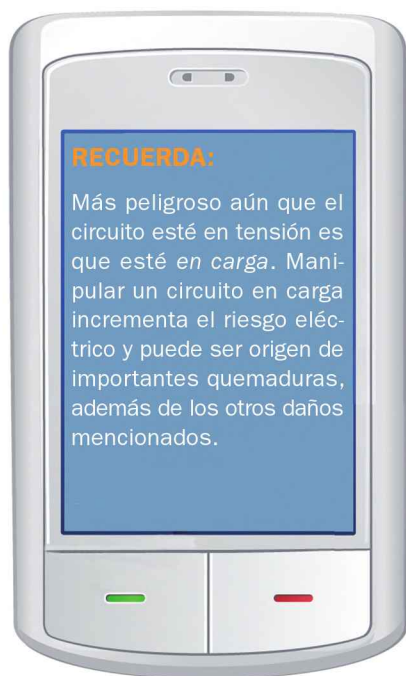 RECUERDA:
Más peligroso aún que el
circuito esté en tensión es
que esté en carga. Mani-
pular un circuito en carga
incrementa el riesgo eléc-
trico y puede ser origen de
importantes quemaduras,
además de los otros daños
mencionados.